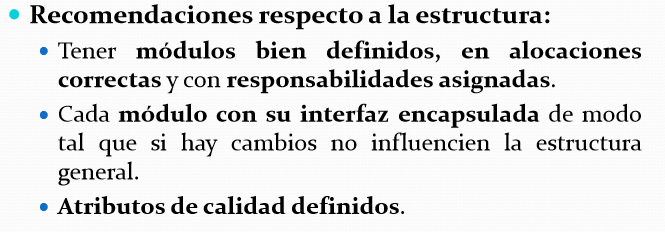 Recomendaciones respecto a la estructura:
Tener módulos bien definidos, en alocaciones
correctas y con responsabilidades asignadas.
Cada módulo con su interfaz encapsulada de modo
tal que si hay cambios no influencien la estructura
general.
Atributos de calidad definidos.